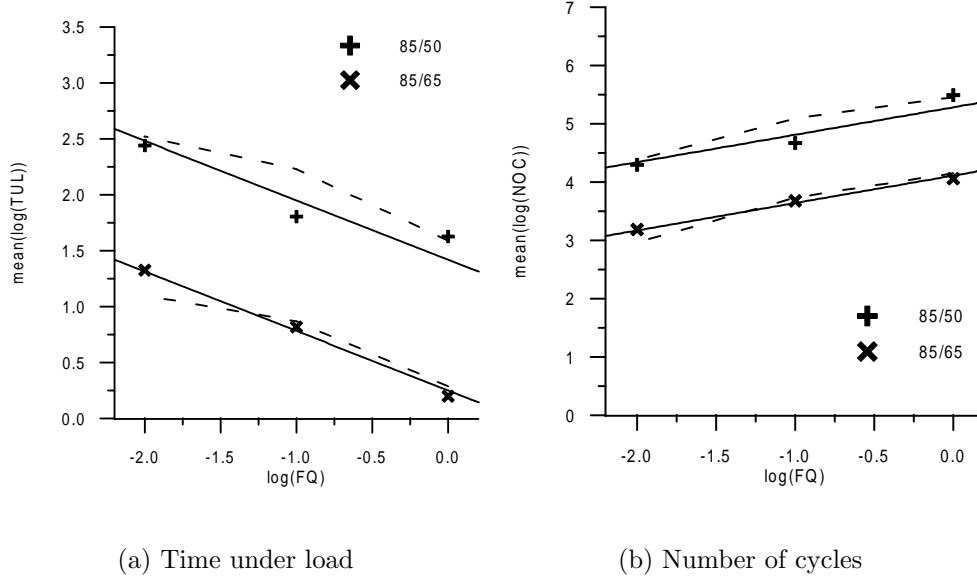 3.5
3.0
2.5
2.0
1.5
1.0
0.5
0.0
mean(log(TUL))
85/50
85/65
-2.0 -1.5 -1.0 -0.5 0.0
log(FQ)
(a) Time under load
7
6
5
4
3
2
1
0
mean(log(NOC))
85/50
85/65
-2.0 -1.5 -1.0 -0.5 0.0
log(FQ)
(b) Number of cycles